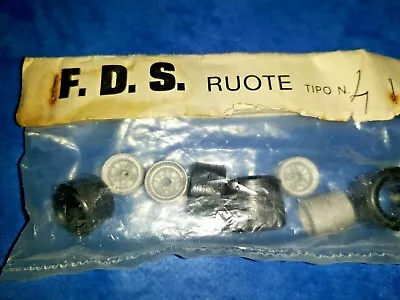 F. D. S. RUOTE TIPO N. 4